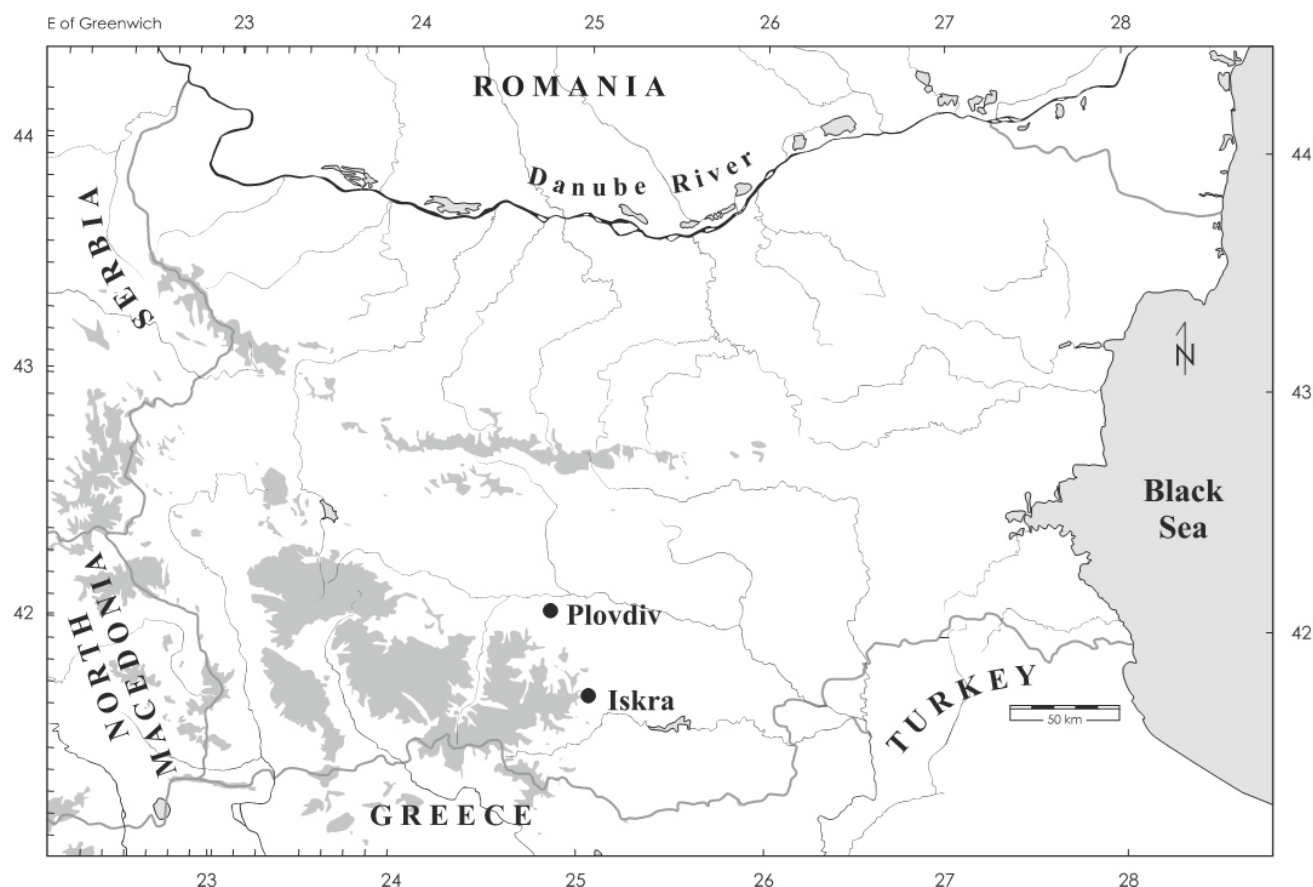 E of Greenwich
23
24
25
26
27
28
ROMANIA
44
44
Danube River
SERBIA
43
43
N
Black
Sea
42
42
Plovdiv
NORTH
MACEDONIA
Iskra
TURKEY
50 km
GREECE
23
24
25
26
27
28